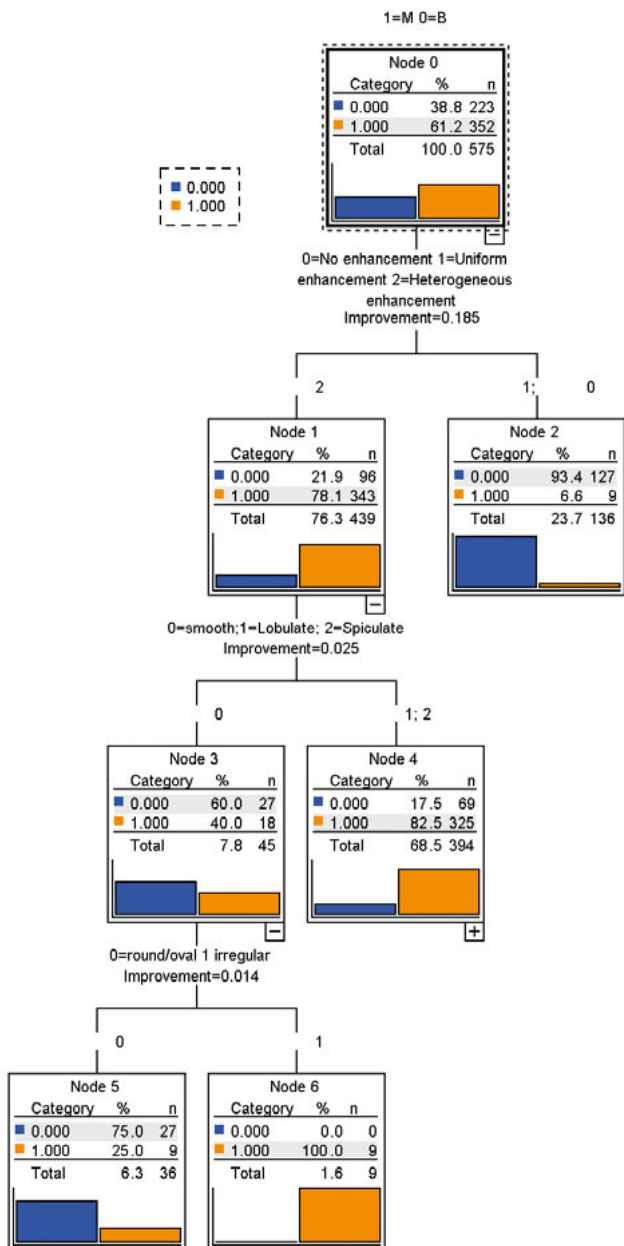 1=M 0=B
Node 0
Category % n
0.000 38.8 223
1.000 61.2 352
Total 100.0 575
0.000
1.000
0=No enhancement 1=Uniform
enhancement 2=Heterogeneous
enhancement
Improvement=0.185
2
1; 0
Node 1
Category % n
0.000 21.9 96
1.000 78.1 343
Total 76.3 439
Node 2
Category % n
0.000 93.4 127
1.000 6.6 9
Total 23.7 136
0=smooth;1=Lobulate; 2=Spiculate
Improvement=0.025
0
1; 2
Node 3
Category % n
0.000 60.0 27
1.000 40.0 18
Total 7.8 45
Node 4
Category % n
0.000 17.5 69
1.000 82.5 325
Total 68.5 394
0=round/oval 1 irregular
Improvement=0.014
0
1
Node 5
Category % n
0.000 75.0 27
1.000 25.0 9
Total 6.3 36
Node 6
Category % n
0.000 0.0 0
1.000 100.0 9
Total 1.6 9